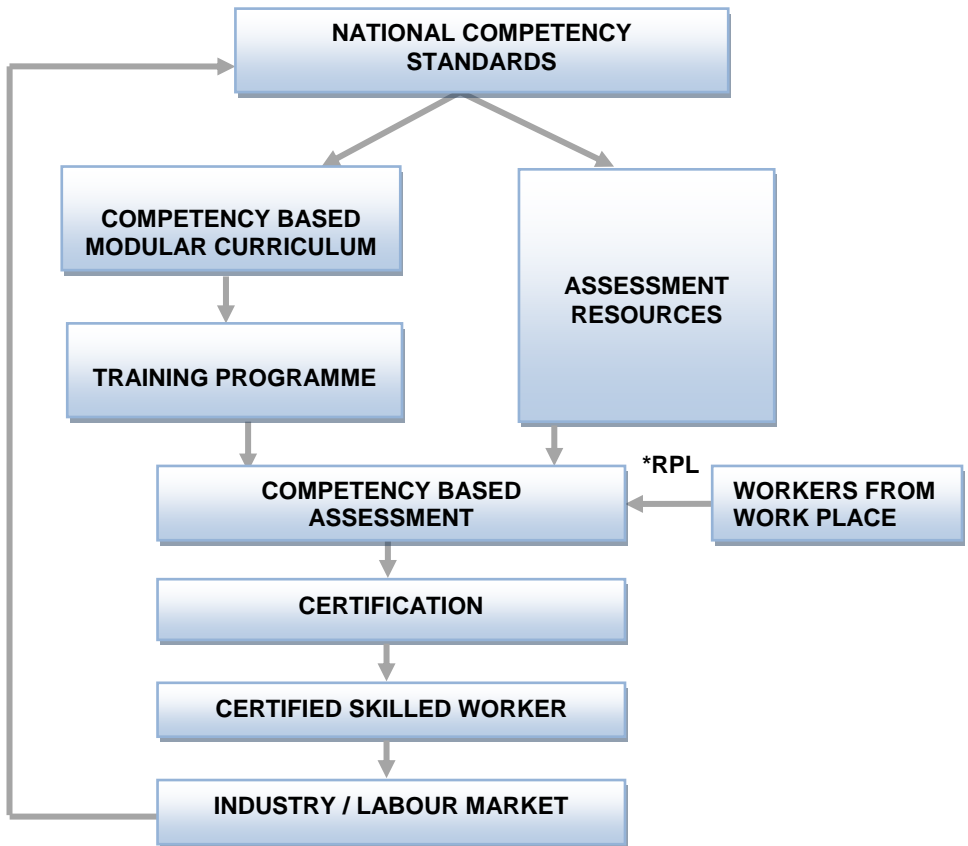 NATIONAL COMPETENCY
STANDARDS
COMPETENCY BASED
MODULAR CURRICULUM
ASSESSMENT
RESOURCES
TRAINING PROGRAMME
*RPL
COMPETENCY BASED
ASSESSMENT
WORKERS FROM
WORK PLACE
CERTIFICATION
CERTIFIED SKILLED WORKER
INDUSTRY / LABOUR MARKET